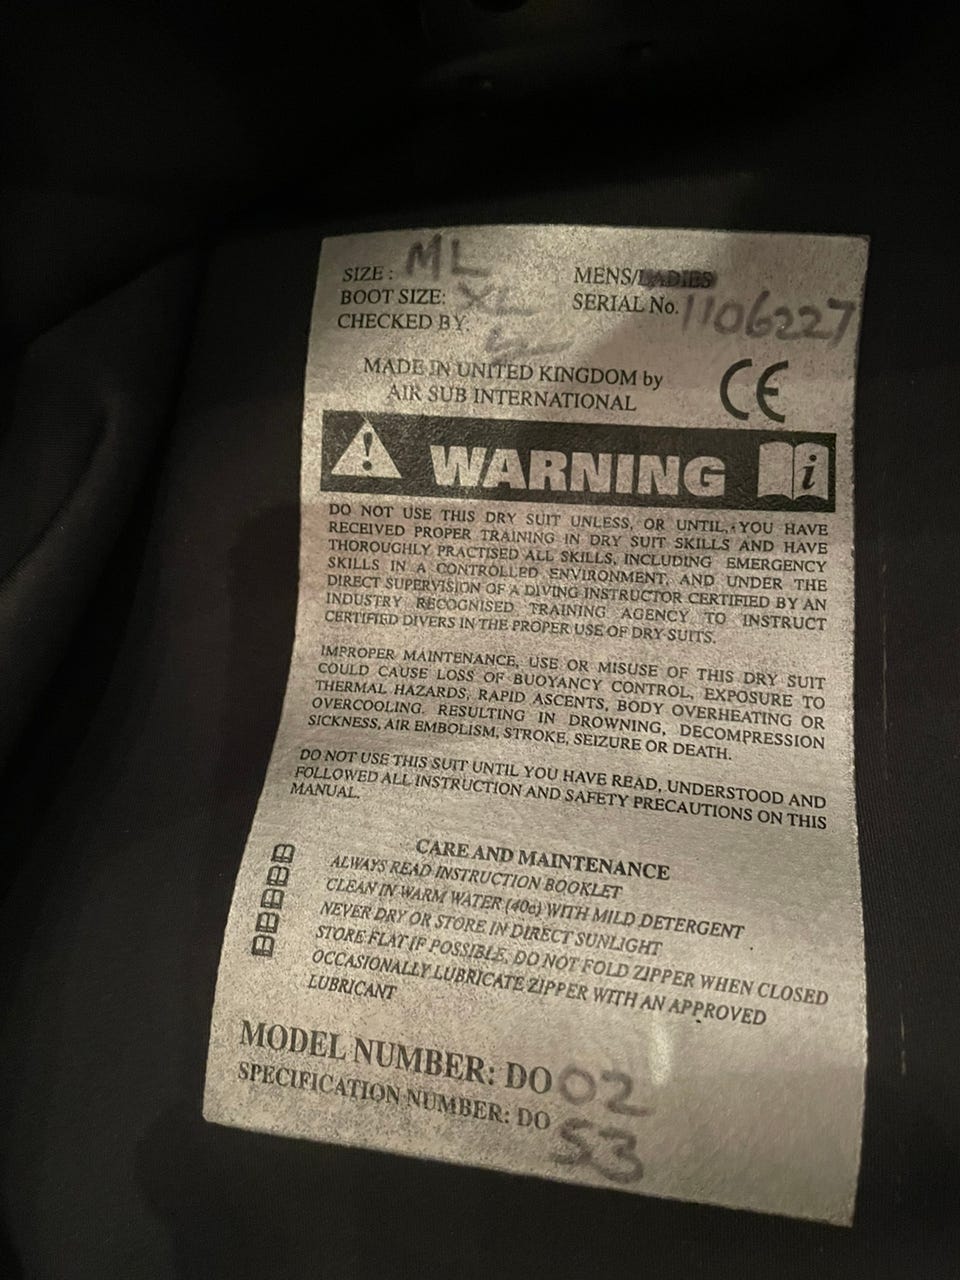 SIZE: ML
MENS/LADIES
BOOT SIZE: XL
SERIAL No. 1106227
CHECKED BY:
MADE IN UNITED KINGDOM by
AIR SUB INTERNATIONAL
CE
WARNING
DO NOT USE THIS DRY SUIT UNLESS, OR UNTIL, YOU HAVE
RECEIVED PROPER TRAINING IN DRY SUIT SKILLS AND HAVE
THOROUGHLY PRACTISED ALL SKILLS, INCLUDING EMERGENCY
SKILLS IN A CONTROLLED ENVIRONMENT, AND UNDER THE
DIRECT SUPERVISION OF A DIVING INSTRUCTOR CERTIFIED BY AN
INDUSTRY RECOGNISED TRAINING AGENCY TO INSTRUCT
CERTIFIED DIVERS IN THE PROPER USE OF DRY SUITS.
IMPROPER MAINTENANCE, USE OR MISUSE OF THIS DRY SUIT
COULD CAUSE LOSS OF BUOYANCY CONTROL, EXPOSURE TO
THERMAL HAZARDS, RAPID ASCENTS, BODY OVERHEATING OR
OVERCOOLING, RESULTING IN DROWNING, DECOMPRESSION
SICKNESS, AIR EMBOLISM, STROKE, SEIZURE OR DEATH.
DO NOT USE THIS SUIT UNTIL YOU HAVE READ, UNDERSTOOD AND
FOLLOWED ALL INSTRUCTION AND SAFETY PRECAUTIONS ON THIS
MANUAL.
CARE AND MAINTENANCE
ALWAYS READ INSTRUCTION BOOKLET
CLEAN IN WARM WATER (40c) WITH MILD DETERGENT
NEVER DRY OR STORE IN DIRECT SUNLIGHT
STORE FLAT IF POSSIBLE, DO NOT FOLD ZIPPER WHEN CLOSED
OCCASIONALLY LUBRICATE ZIPPER WITH AN APPROVED
LUBRICANT
MODEL NUMBER: DO 02
SPECIFICATION NUMBER: DO 53